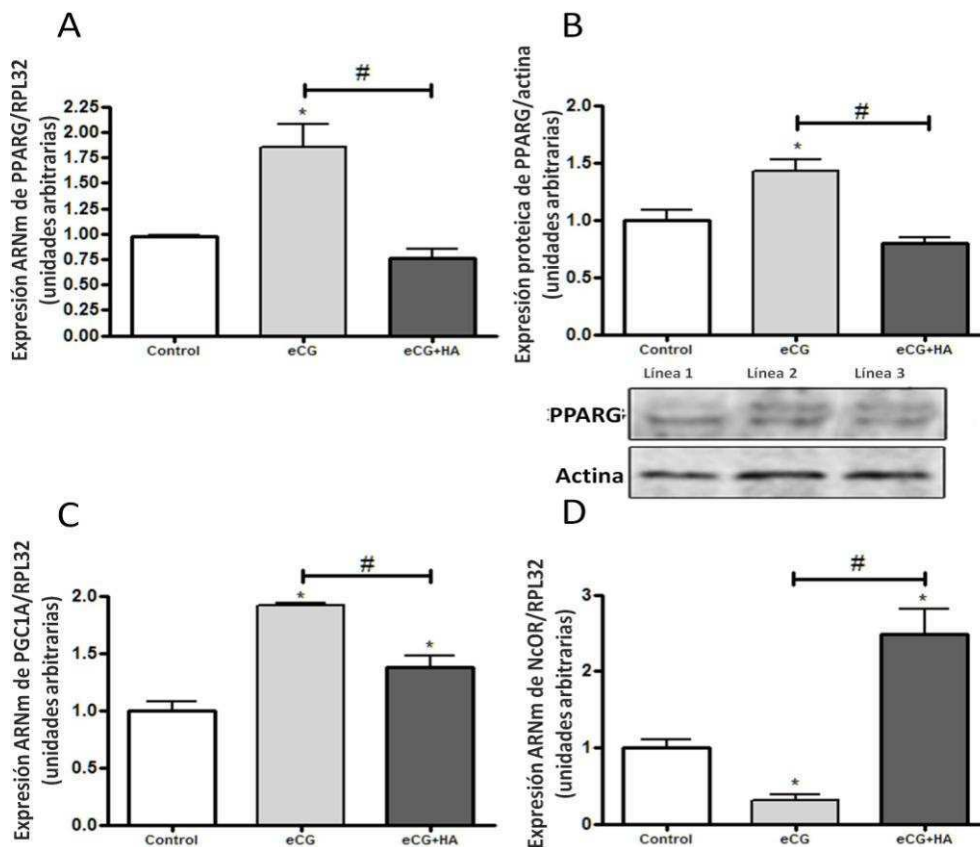 A
Expresión ARNm de PPARG/RPL32
(unidades arbitrarias)
2.25
2.00
1.75
1.50
1.25
1.00
0.75
0.50
0.25
0.00
*
#
Control
eCG
eCG+HA
B
Expresión proteica de PPARG/actina
(unidades arbitrarias)
2.0
1.5
1.0
0.5
0.0
*
#
Control
eCG
eCG+HA
Línea 1
Línea 2
Línea 3
PPARG
Actina
C
Expresión ARNm de PGC1A/RPL32
(unidades arbitrarias)
2.0
1.5
1.0
0.5
0.0
*
#
*
Control
eCG
eCG+HA
D
Expresión ARNm de NcOR/RPL32
(unidades arbitrarias)
3
2
1
0
*
#
*
Control
eCG
eCG+HA